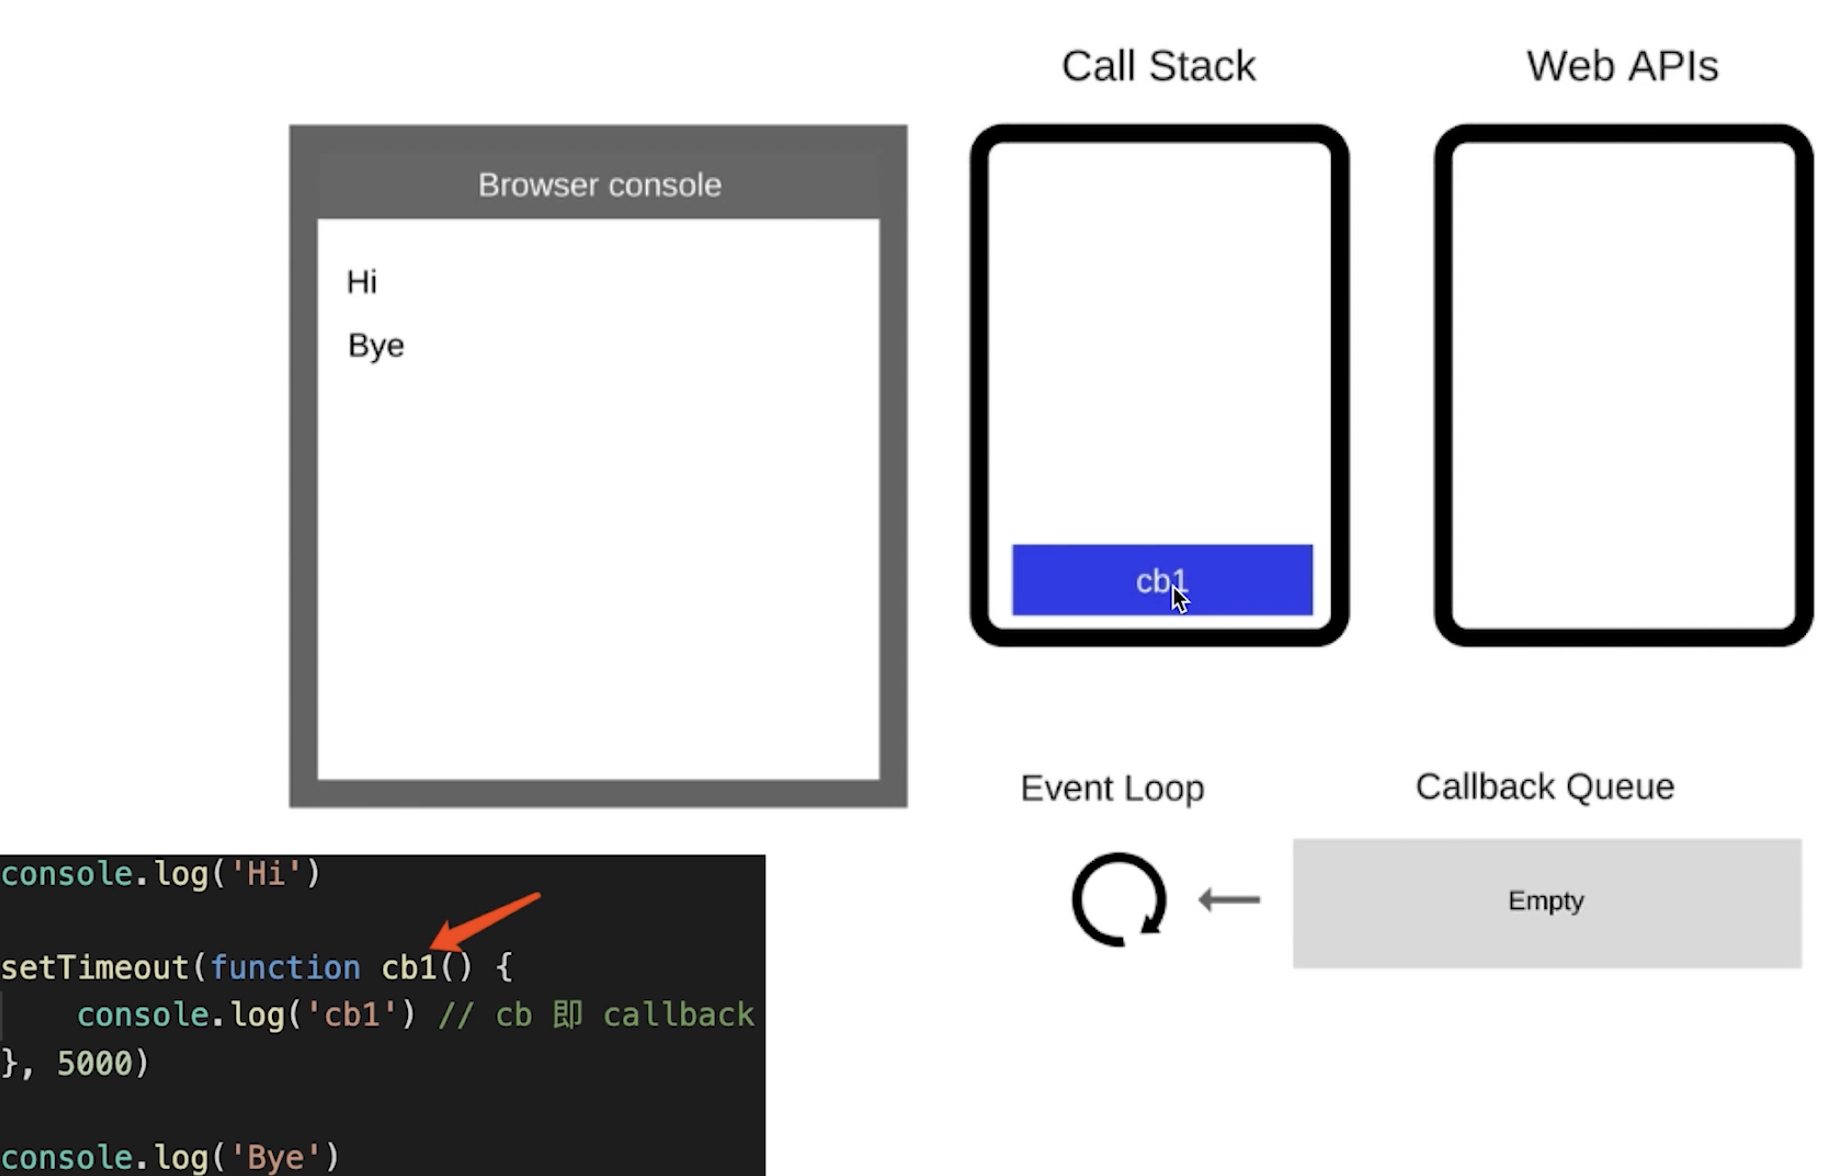 Call Stack
Web APIs
Browser console
Hi
Bye
cb1
Event Loop
Callback Queue
Empty
console.log('Hi')
setTimeout(function cb1() {
    console.log('cb1') // cb 即 callback
}, 5000)
console.log('Bye')